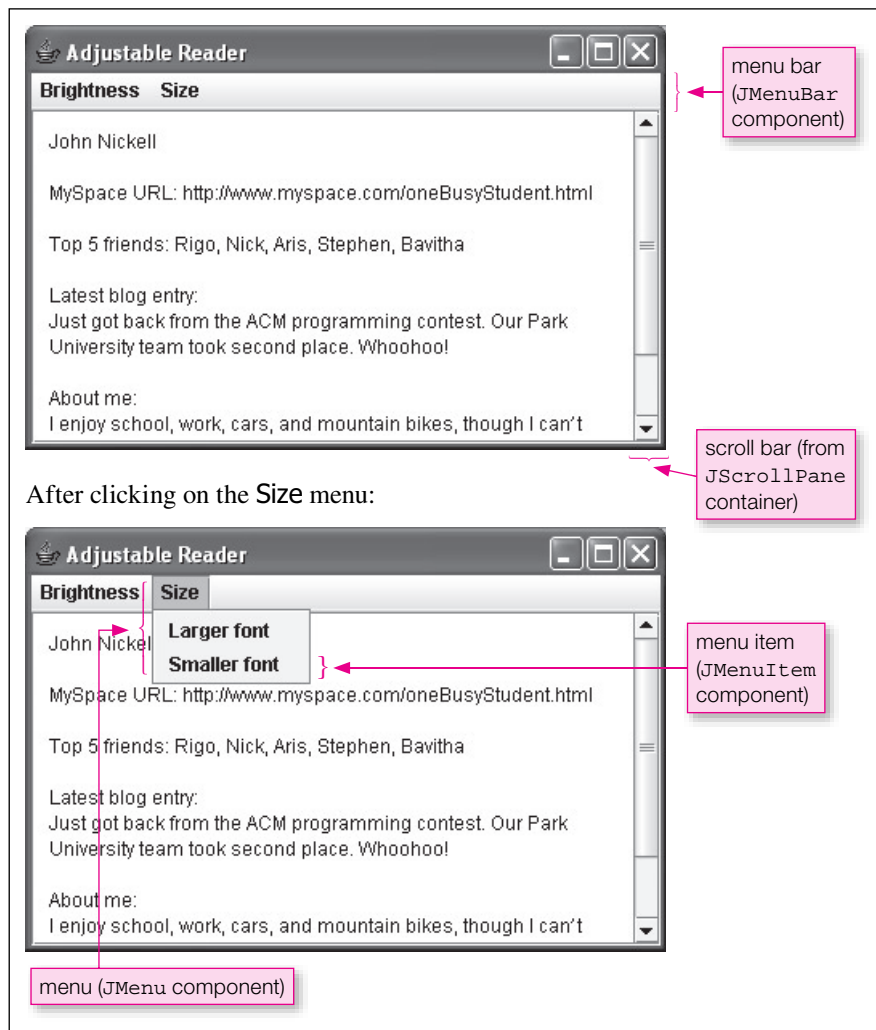 Adjustable Reader
Brightness Size
John Nickell
MySpace URL: http://www.myspace.com/oneBusyStudent.html
Top 5 friends: Rigo, Nick, Aris, Stephen, Bavitha
Latest blog entry:
Just got back from the ACM programming contest. Our Park
University team took second place. Whoohoo!
About me:
I enjoy school, work, cars, and mountain bikes, though I can't
menu bar
(JMenuBar
component)
scroll bar (from
JScrollPane
container)
After clicking on the Size menu:
Adjustable Reader
Brightness Size
Larger font
Smaller font
John Nickel
MySpace URL: http://www.myspace.com/oneBusyStudent.html
Top 5 friends: Rigo, Nick, Aris, Stephen, Bavitha
Latest blog entry:
Just got back from the ACM programming contest. Our Park
University team took second place. Whoohoo!
About me:
I enjoy school, work, cars, and mountain bikes, though I can't
menu item
(JMenuItem
component)
menu (JMenu component)